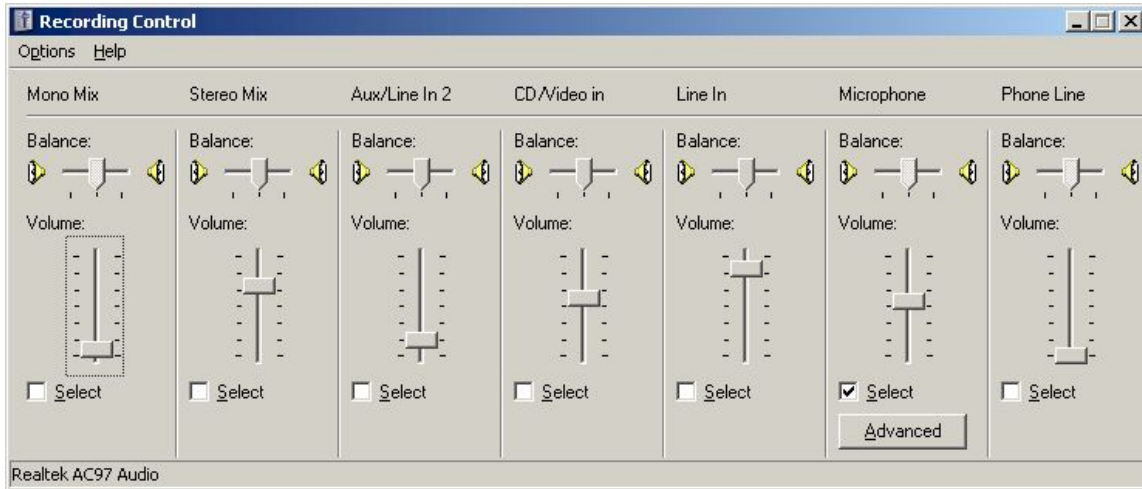 Recording Control
Options Help
Mono Mix Stereo Mix Aux/Line In 2 CD/Video in Line In Microphone Phone Line
Balance: Balance: Balance: Balance: Balance: Balance: Balance:
Volume: Volume: Volume: Volume: Volume: Volume: Volume:
Select Select Select Select Select Select Select
Advanced
Realtek AC97 Audio